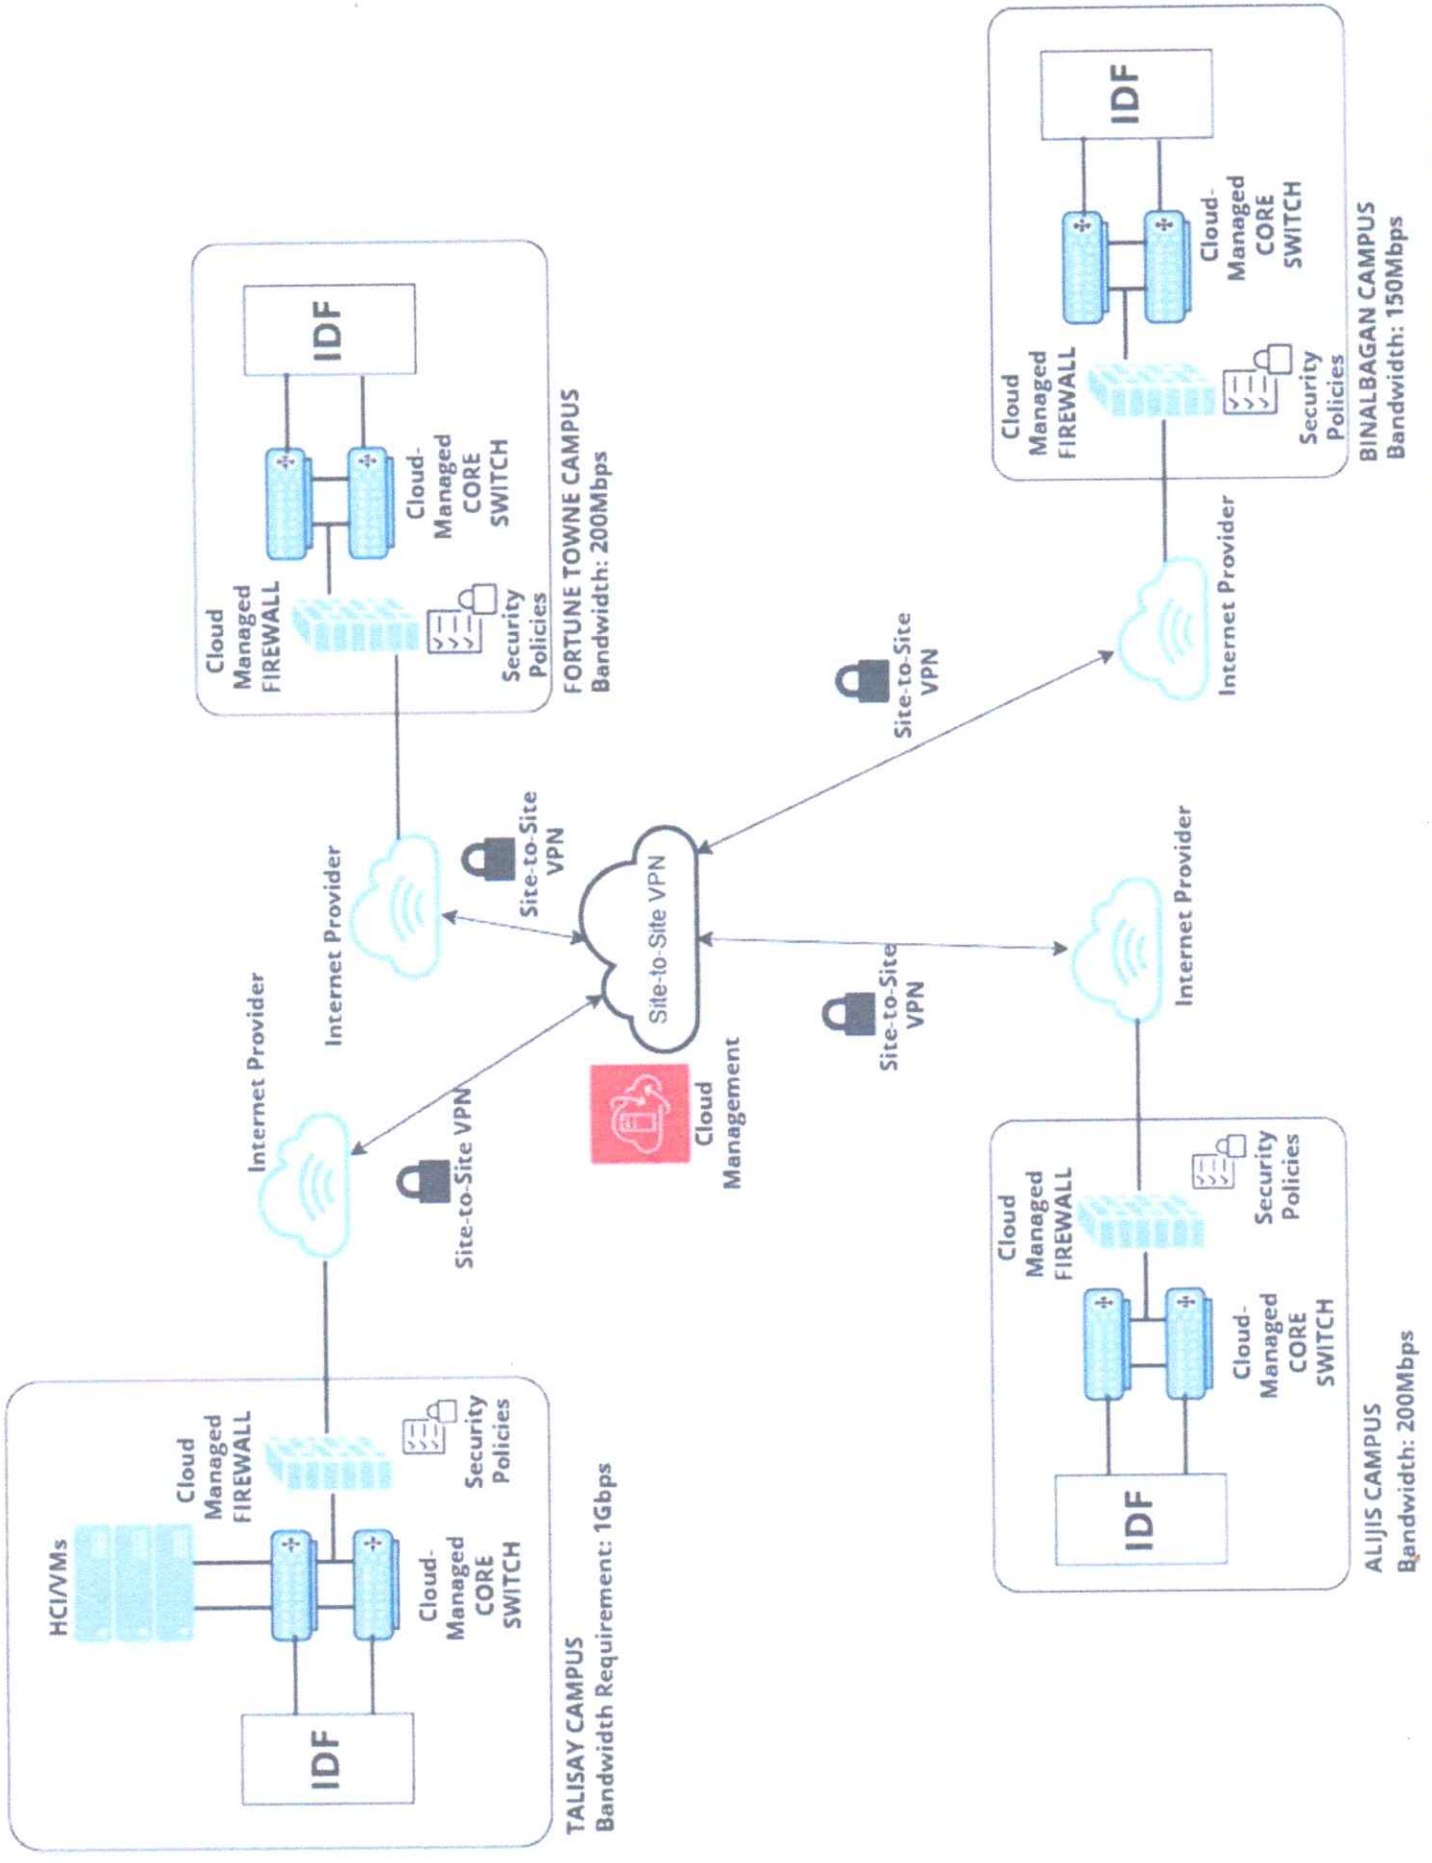 HCI/VMs
Cloud
Managed
FIREWALL
IDF
Cloud-
Managed
CORE
SWITCH
Security
Policies
TALISAY CAMPUS
Bandwidth Requirement: 1Gbps
Internet Provider
Site-to-Site VPN
Internet Provider
Site-to-Site
VPN
Cloud
Managed
FIREWALL
IDF
Cloud-
Managed
CORE
SWITCH
Security
Policies
FORTUNE TOWNE CAMPUS
Bandwidth: 200Mbps
Site-to-Site VPN
Cloud
Management
Site-to-Site
VPN
Site-to-Site
VPN
Cloud
Managed
FIREWALL
IDF
Cloud-
Managed
CORE
SWITCH
Security
Policies
ALIJIS CAMPUS
Bandwidth: 200Mbps
Internet Provider
Internet Provider
Cloud
Managed
FIREWALL
IDF
Cloud-
Managed
CORE
SWITCH
Security
Policies
BINALBAGAN CAMPUS
Bandwidth: 150Mbps